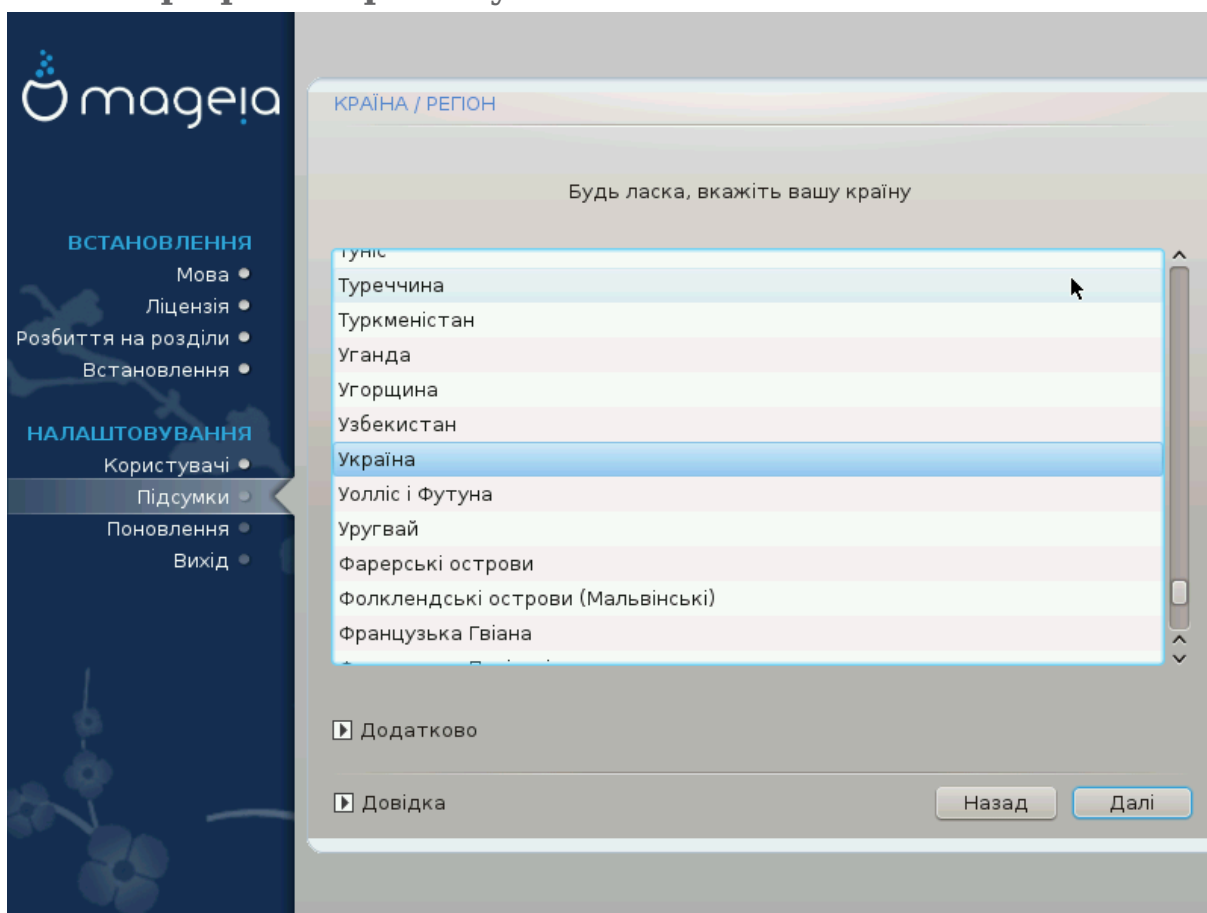 mageia
ВСТАНОВЛЕННЯ
Мова
Ліцензія
Розбиття на розділи
Встановлення
НАЛАШТОВУВАННЯ
Користувачі
Підсумки
Поновлення
Вихід
КРАЇНА / РЕГІОН
Будь ласка, вкажіть вашу країну
Туніс
Туреччина
Туркменістан
Уганда
Угорщина
Узбекистан
Україна
Уолліс і Футуна
Уругвай
Фарерські острови
Фолклендські острови (Мальвінські)
Французька Гвіана
Додатково
Довідка
Назад
Далі